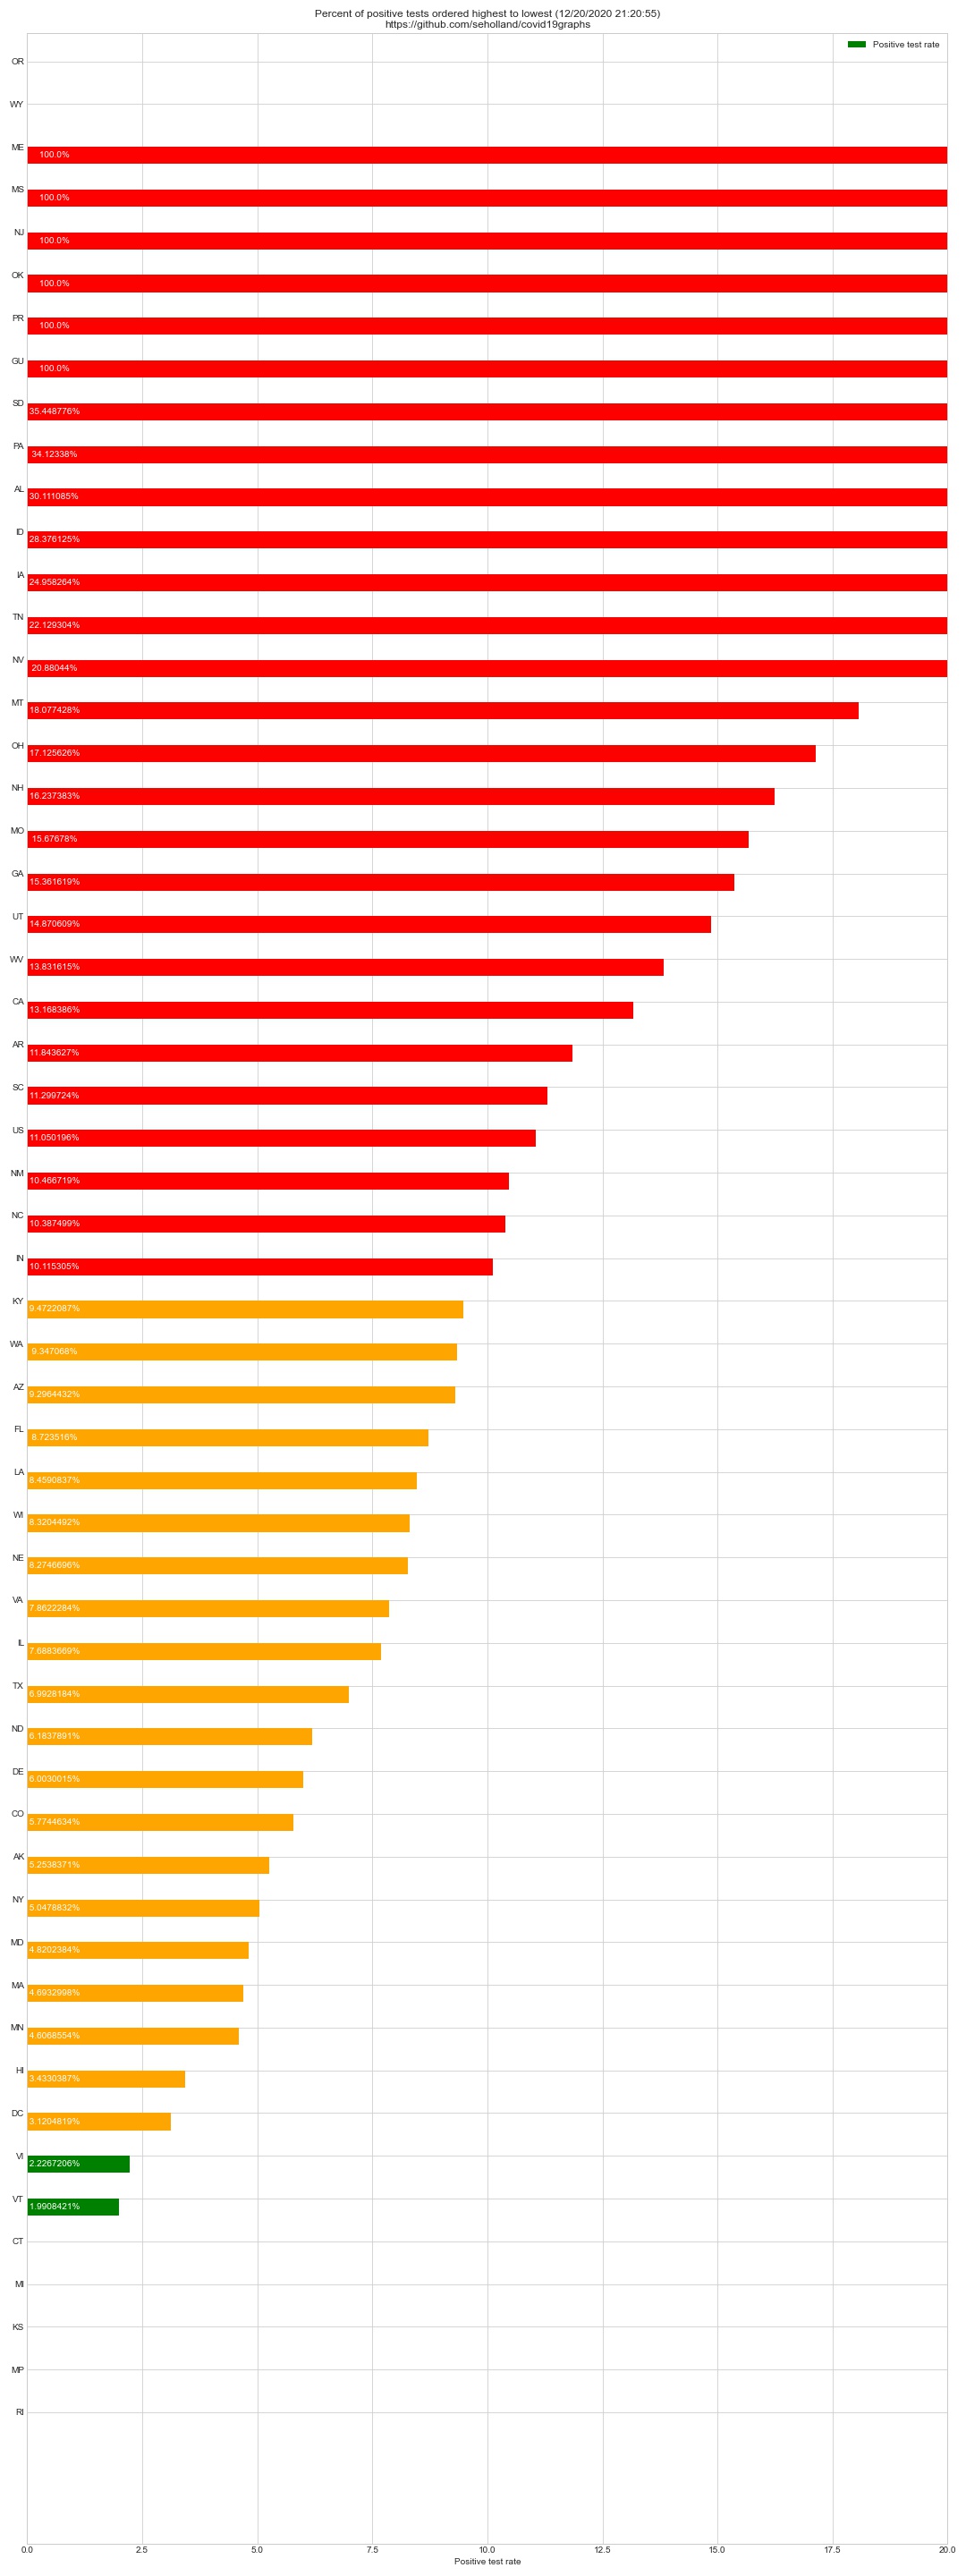 Percent of positive tests ordered highest to lowest (12/20/2020 21:20:55)
https://github.com/seholland/covid19graphs
Positive test rate
OR
WY
ME 100.0%
MS 100.0%
NJ 100.0%
OK 100.0%
PR 100.0%
GU 100.0%
SD 35.448776%
PA 34.12338%
AL 30.111085%
ID 28.376125%
IA 24.958264%
TN 22.129304%
NV 20.88044%
MT 18.077428%
OH 17.125626%
NH 16.237383%
MO 15.67678%
GA 15.361619%
UT 14.870609%
WV 13.831615%
CA 13.168386%
AR 11.843627%
SC 11.299724%
US 11.050196%
NM 10.466719%
NC 10.387499%
IN 10.115305%
KY 9.4722087%
WA 9.347068%
AZ 9.2964432%
FL 8.723516%
LA 8.4590837%
WI 8.3204492%
NE 8.2746696%
VA 7.8622284%
IL 7.6883669%
TX 6.9928184%
ND 6.1837891%
DE 6.0030015%
CO 5.7744634%
AK 5.2538371%
NY 5.0478832%
MD 4.8202384%
MA 4.6932998%
MN 4.6068554%
HI 3.4330387%
DC 3.1204819%
VI 2.2267206%
VT 1.9908421%
CT
MI
KS
MP
RI
0.0 2.5 5.0 7.5 10.0 12.5 15.0 17.5 20.0
Positive test rate